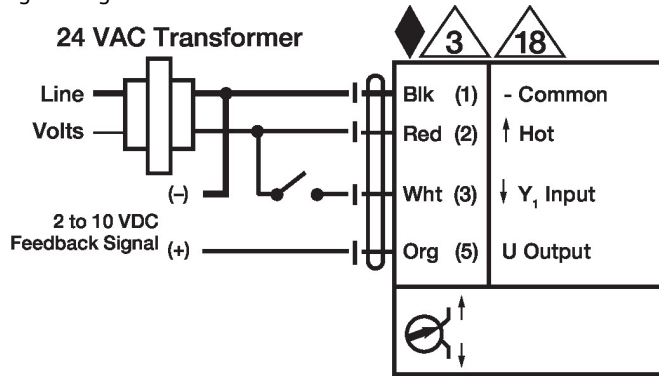 24 VAC Transformer
3
18
Line
Volts
Blk (1) - Common
Red (2) ↑ Hot
(-)
Wht (3) ↓ Y₁ Input
2 to 10 VDC
Feedback Signal (+)
Org (5) U Output